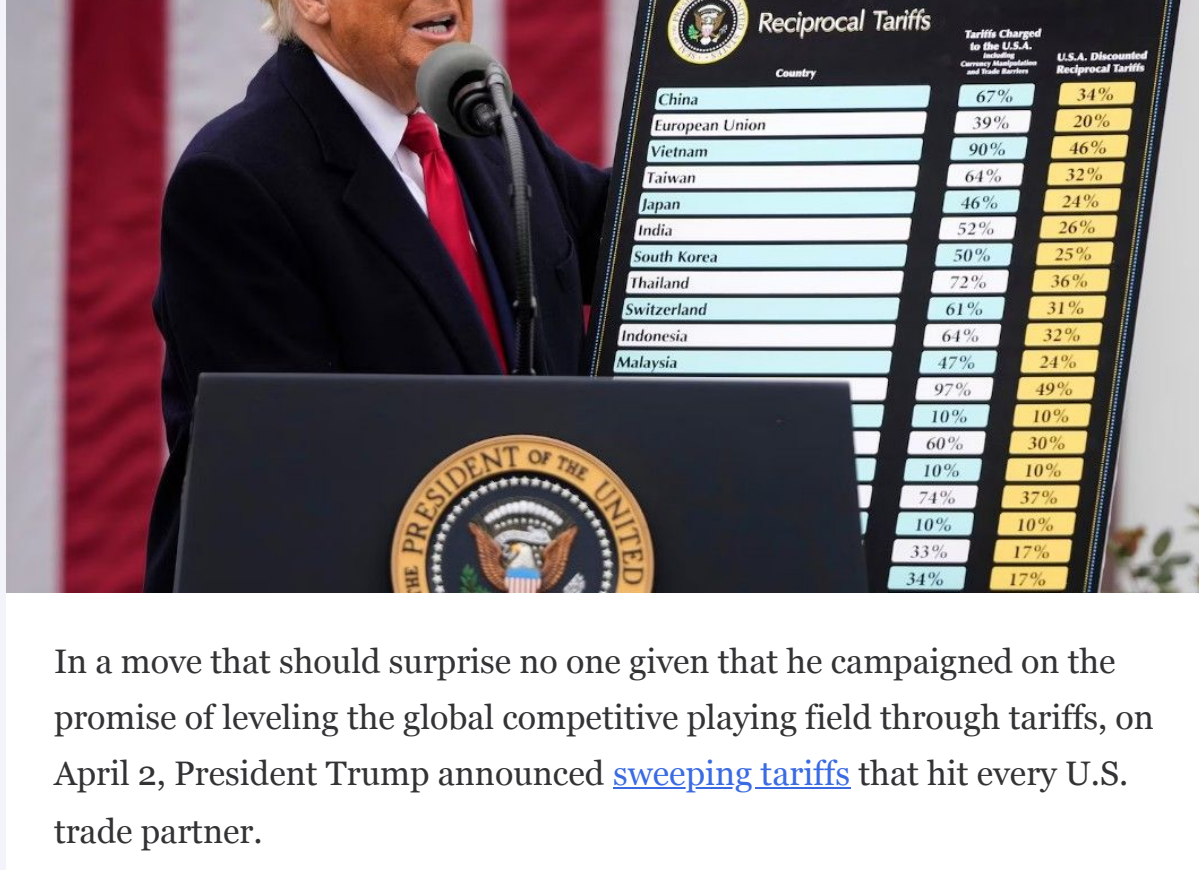 Reciprocal Tariffs
Country
Tariffs Charged
to the U.S.A.
Including
Currency Manipulation
and Trade Barriers
U.S.A. Discounted
Reciprocal Tariffs
China 67% 34%
European Union 39% 20%
Vietnam 90% 46%
Taiwan 64% 32%
Japan 46% 24%
India 52% 26%
South Korea 50% 25%
Thailand 72% 36%
Switzerland 61% 31%
Indonesia 64% 32%
Malaysia 47% 24%
97% 49%
10% 10%
60% 30%
10% 10%
74% 37%
10% 10%
33% 17%
34% 17%
THE PRESIDENT OF THE UNITED
In a move that should surprise no one given that he campaigned on the
promise of leveling the global competitive playing field through tariffs, on
April 2, President Trump announced sweeping tariffs that hit every U.S.
trade partner.